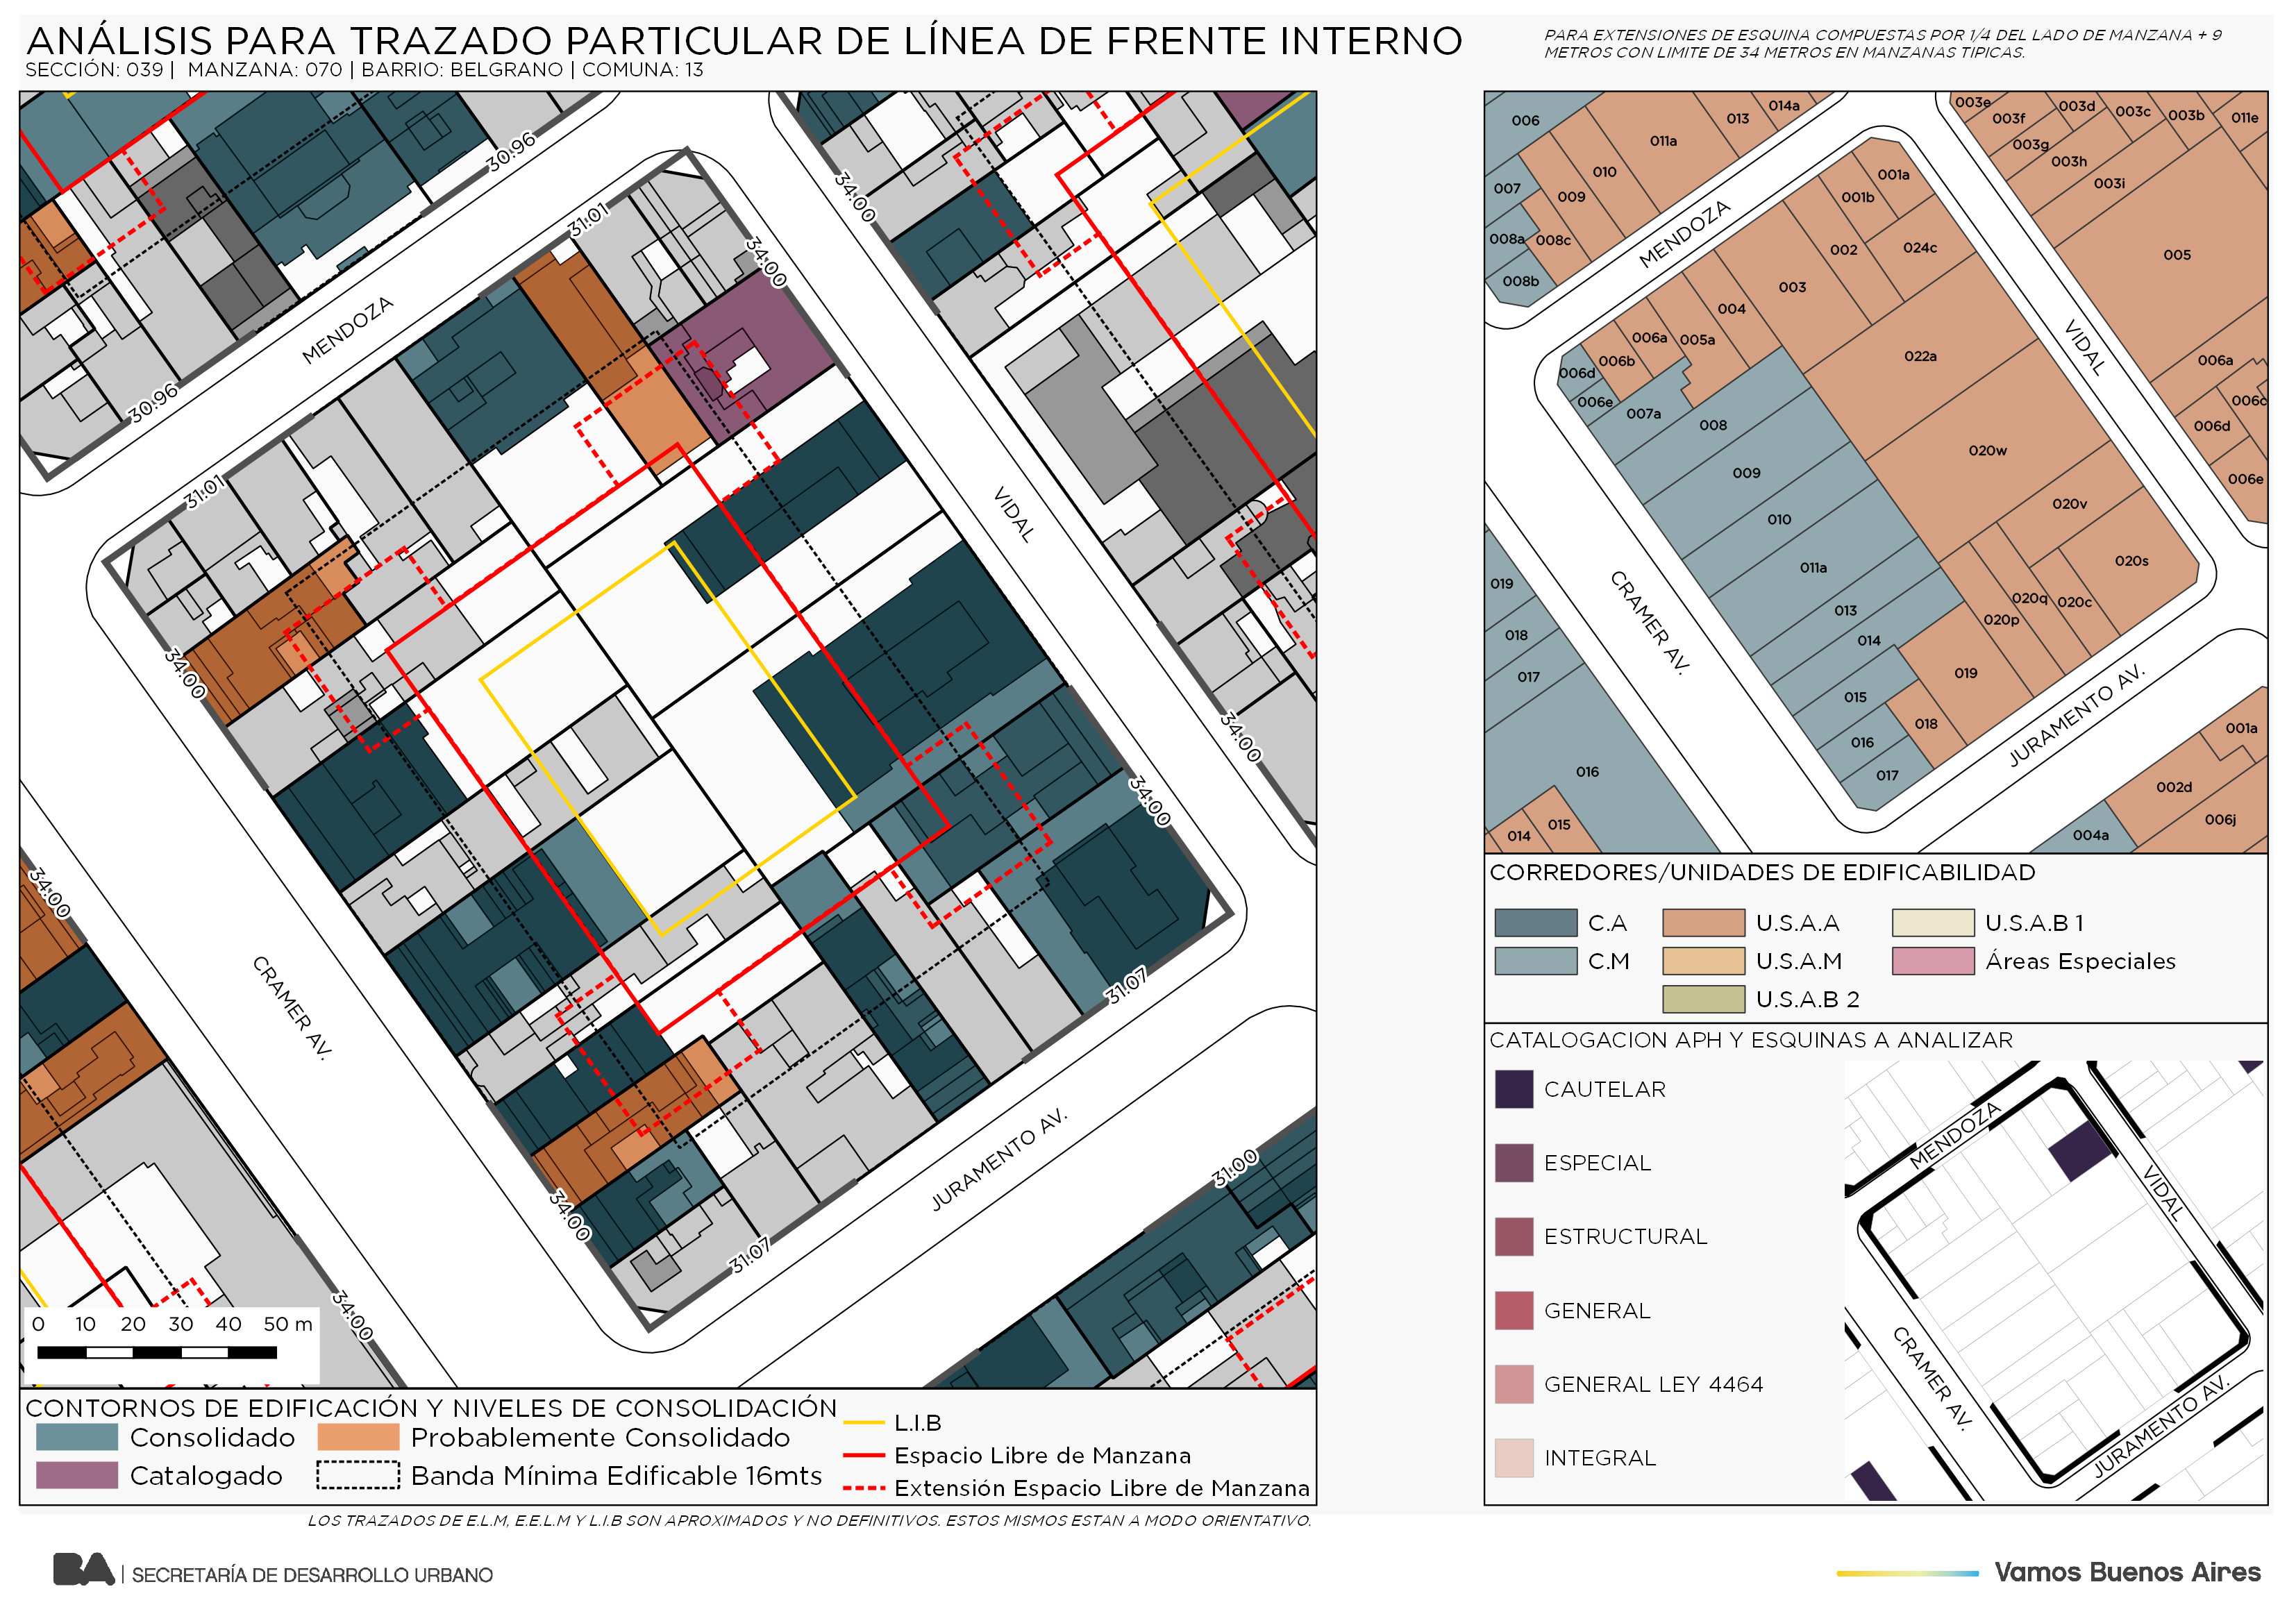 ANÁLISIS PARA TRAZADO PARTICULAR DE LÍNEA DE FRENTE INTERNO
SECCIÓN: 039 | MANZANA: 070 | BARRIO: BELGRANO | COMUNA: 13
PARA EXTENSIONES DE ESQUINA COMPUESTAS POR 1/4 DEL LADO DE MANZANA + 9
METROS CON LIMITE DE 34 METROS EN MANZANAS TIPICAS.
30.96
34:00
31:01
34:00
MENDOZA
30.96
31:01
VIDAL
34:00
34:00
34:00
34:00
CRAMER AV.
31:07
JURAMENTO AV.
31:00
34:00
31:07
34:00
0 10 20 30 40 50 m
CONTORNOS DE EDIFICACIÓN Y NIVELES DE CONSOLIDACIÓN
Consolidado
Probablemente Consolidado
Catalogado
Banda Mínima Edificable 16mts
L.I.B
Espacio Libre de Manzana
Extensión Espacio Libre de Manzana
LOS TRAZADOS DE E.L.M, E.E.L.M Y L.I.B SON APROXIMADOS Y NO DEFINITIVOS. ESTOS MISMOS ESTAN A MODO ORIENTATIVO.
006
011a
013
014a
003e
003f
003d
003c
003b
011e
007
009
010
003g
003h
003i
008a
008c
008b
MENDOZA
001a
001b
002
024c
005
003
004
005a
006a
006b
006d
006e
007a
008
022a
VIDAL
006a
006c
006d
006e
009
020w
010
020v
011a
020s
019
018
017
CRAMER AV.
013
014
020p
020q
020c
015
019
016
018
017
JURAMENTO AV.
016
014
015
001a
002d
004a
006j
CORREDORES/UNIDADES DE EDIFICABILIDAD
C.A
U.S.A.A
U.S.A.B 1
C.M
U.S.A.M
Áreas Especiales
U.S.A.B 2
CATALOGACION APH Y ESQUINAS A ANALIZAR
CAUTELAR
ESPECIAL
ESTRUCTURAL
GENERAL
GENERAL LEY 4464
INTEGRAL
MENDOZA
VIDAL
CRAMER AV.
JURAMENTO AV.
BA | SECRETARÍA DE DESARROLLO URBANO
Vamos Buenos Aires